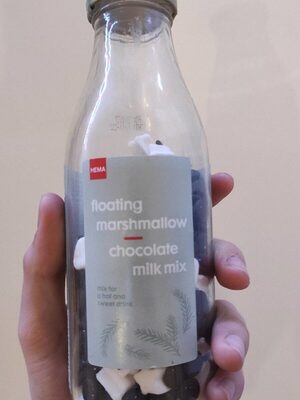 HEMA
floating
marshmallow
chocolate
milk mix
mix for
a hot and
sweet drink